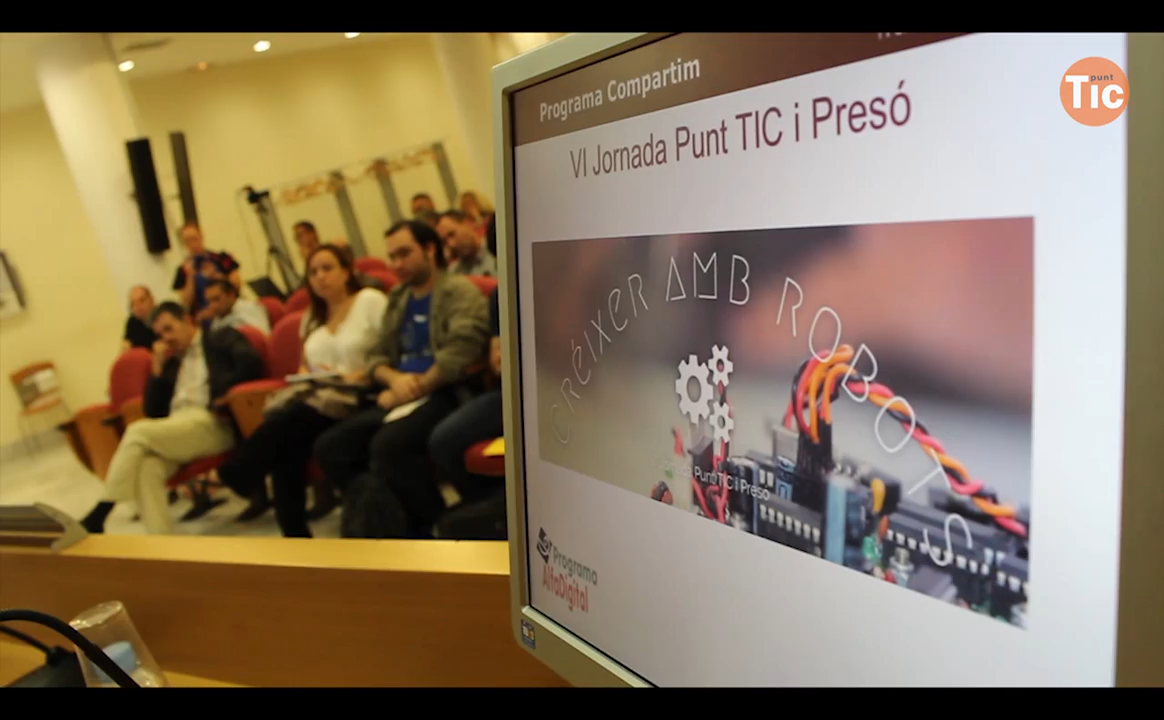 Programa Compartim
punt
TIC
VI Jornada Punt TIC i Presó
CRéIXER AMB ROBOTS
Punt TIC i Presó
Programa
AlfaDigital